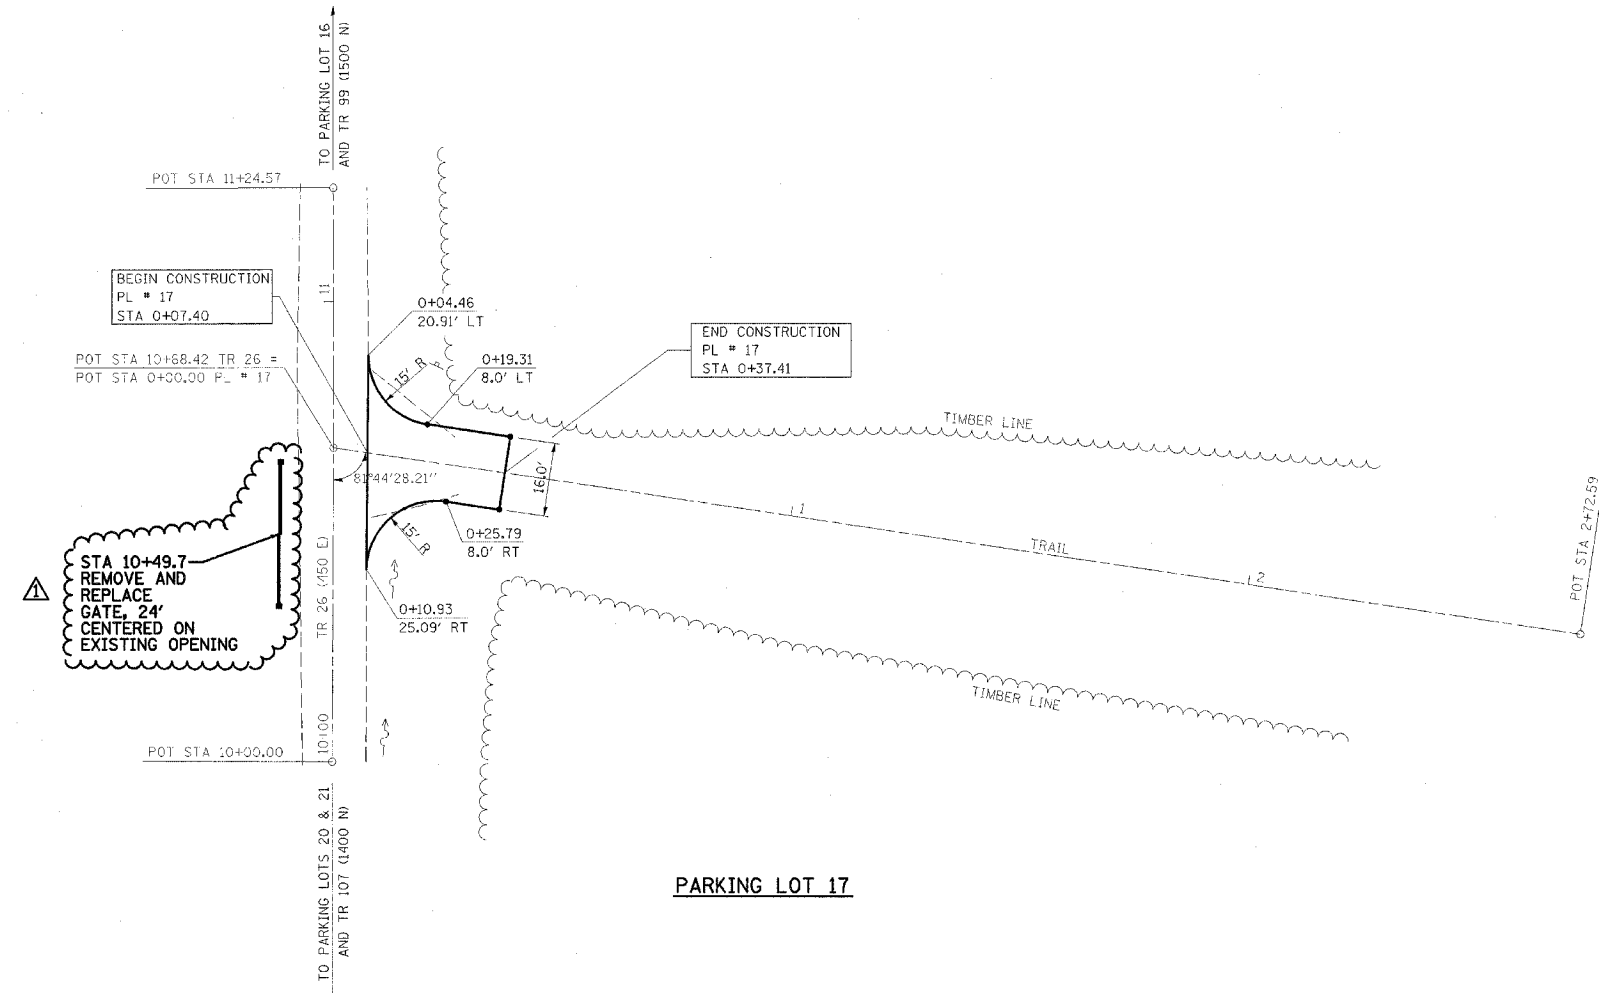 TO PARKING LOT 16
AND TR 99 (1500 N)
POT STA 11+24.57
11
BEGIN CONSTRUCTION
PL # 17
STA 0+07.40
0+04.46
20.91' LT
END CONSTRUCTION
PL # 17
STA 0+37.41
POT STA 10+68.42 TR 26 =
POT STA 0+00.00 PL # 17
15' R
0+19.31
8.0' LT
TIMBER LINE
81°44'28.21"
16.0'
1
TRAIL
2
POT STA 2+72.59
15' R
0+25.79
8.0' RT
1
STA 10+49.7
REMOVE AND
REPLACE
GATE, 24'
CENTERED ON
EXISTING OPENING
TR 26 (450 E)
0+10.93
25.09' RT
TIMBER LINE
10+00
POT STA 10+00.00
TO PARKING LOTS 20 & 21
AND TR 107 (1400 N)
PARKING LOT 17